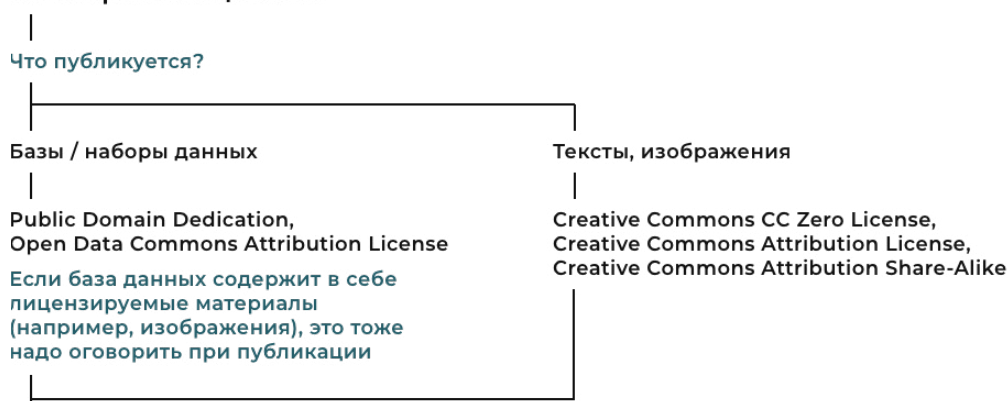 Что публикуется?
Базы / наборы данных
Тексты, изображения
Public Domain Dedication,
Open Data Commons Attribution License
Creative Commons CC Zero License,
Creative Commons Attribution License,
Creative Commons Attribution Share-Alike
Если база данных содержит в себе
лицензируемые материалы
(например, изображения), это тоже
надо оговорить при публикации